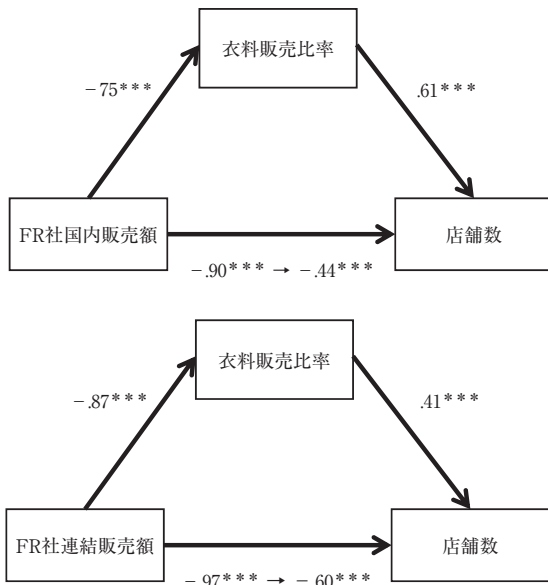 衣料販売比率
－75***
.61***
FR社国内販売額
店舗数
－.90*** → －.44***
衣料販売比率
－.87***
.41***
FR社連結販売額
店舗数
－.97*** → －.60***